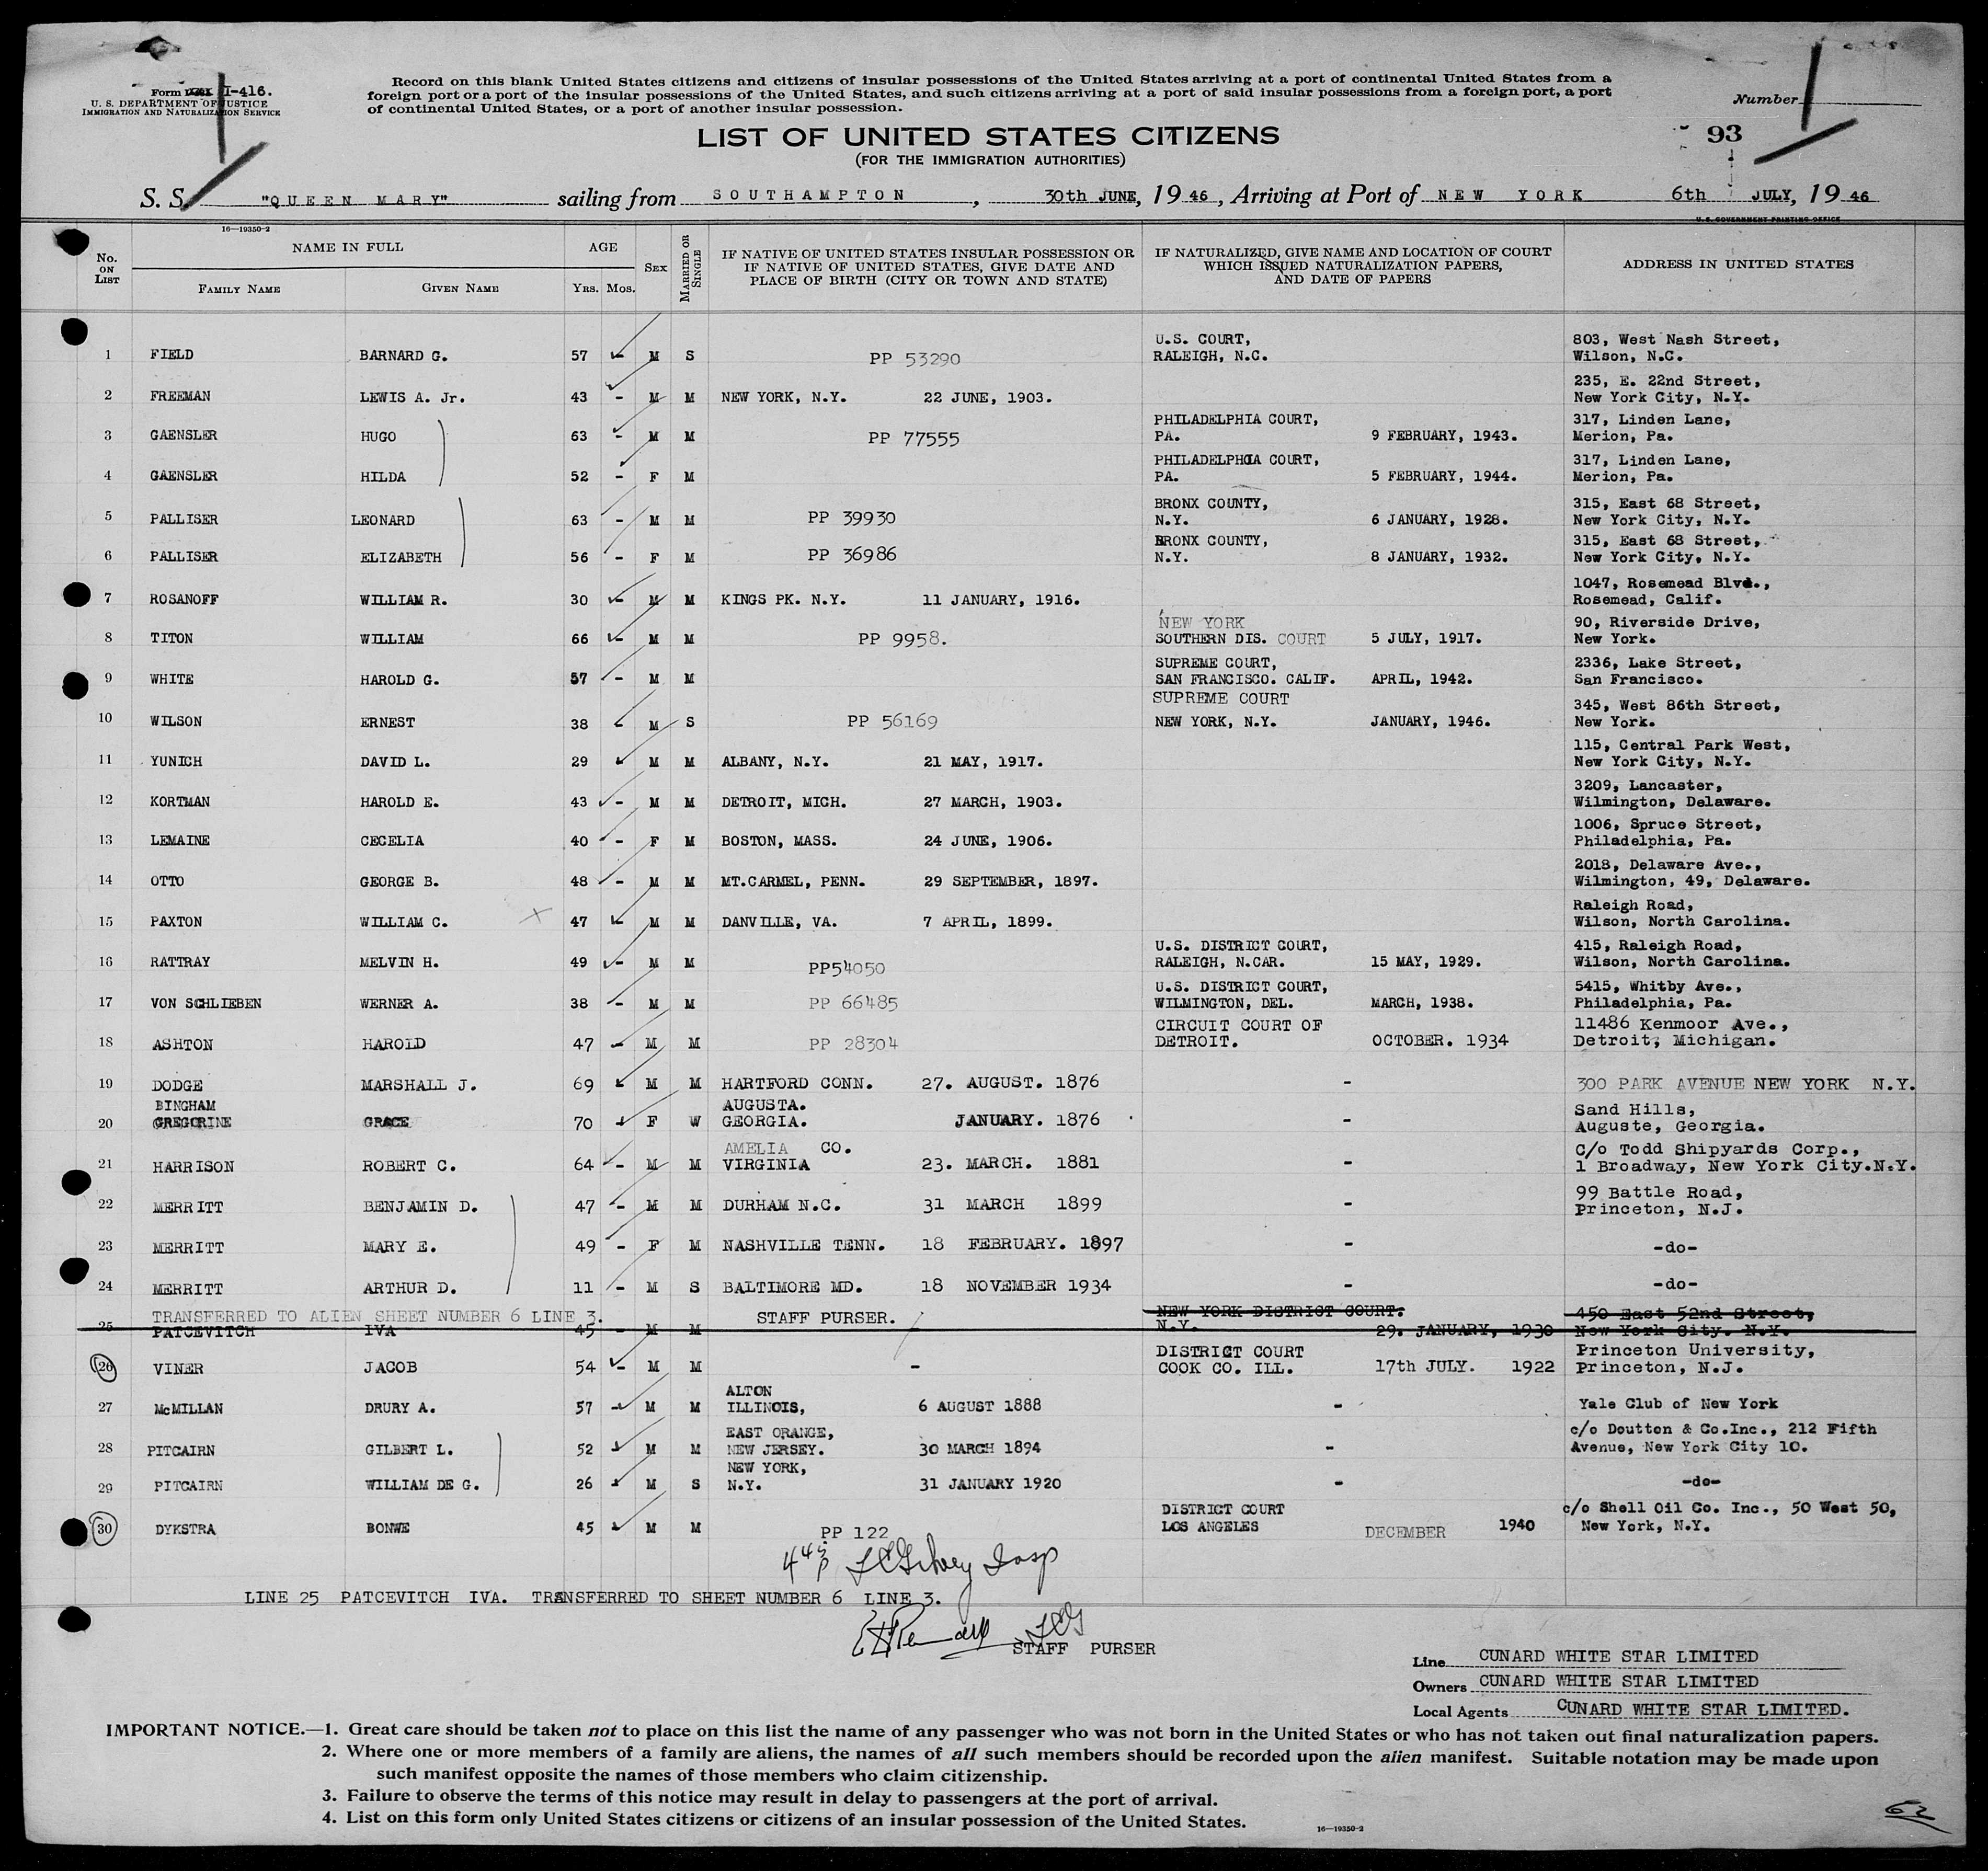 Form I-416.
U. S. DEPARTMENT OF JUSTICE
IMMIGRATION AND NATURALIZATION SERVICE
Record on this blank United States citizens and citizens of insular possessions of the United States arriving at a port of continental United States from a
foreign port or a port of the insular possessions of the United States, and such citizens arriving at a port of said insular possessions from a foreign port, a port
of continental United States, or a port of another insular possession.
Number
93
LIST OF UNITED STATES CITIZENS
(FOR THE IMMIGRATION AUTHORITIES)
S. S. "QUEEN MARY" sailing from SOUTHAMPTON, 30th JUNE, 19 46, Arriving at Port of NEW YORK 6th JULY, 19 46
U.S. GOVERNMENT PRINTING OFFICE
16—19350-2
No. ON LIST
NAME IN FULL
FAMILY NAME GIVEN NAME
AGE
YRS. MOS.
SEX
MARRIED OR SINGLE
IF NATIVE OF UNITED STATES INSULAR POSSESSION OR
IF NATIVE OF UNITED STATES, GIVE DATE AND
PLACE OF BIRTH (CITY OR TOWN AND STATE)
IF NATURALIZED, GIVE NAME AND LOCATION OF COURT
WHICH ISSUED NATURALIZATION PAPERS,
AND DATE OF PAPERS
ADDRESS IN UNITED STATES
U.S. COURT, 803, West Nash Street,
1 FIELD BARNARD G. 57 - M S PP 53290 RALEIGH, N.C. Wilson, N.C.
235, E. 22nd Street,
2 FREEMAN LEWIS A. Jr. 43 - M M NEW YORK, N.Y. 22 JUNE, 1903. New York City, N.Y.
PHILADELPHIA COURT, 317, Linden Lane,
3 GAENSLER HUGO 63 - M M PP 77555 PA. 9 FEBRUARY, 1943. Merion, Pa.
PHILADELPHIA COURT, 317, Linden Lane,
4 GAENSLER HILDA 52 - F M PA. 5 FEBRUARY, 1944. Merion, Pa.
BRONX COUNTY, 315, East 68 Street,
5 PALLISER LEONARD 63 - M M PP 39930 N.Y. 6 JANUARY, 1928. New York City, N.Y.
BRONX COUNTY, 315, East 68 Street,
6 PALLISER ELIZABETH 56 - F M PP 36986 N.Y. 8 JANUARY, 1932. New York City, N.Y.
1047, Rosemead Blvd.,
7 ROSANOFF WILLIAM R. 30 - M M KINGS PK. N.Y. 11 JANUARY, 1916. Rosemead, Calif.
NEW YORK 90, Riverside Drive,
8 TITON WILLIAM 66 - M M PP 9958. SOUTHERN DIS. COURT 5 JULY, 1917. New York.
SUPREME COURT, 2336, Lake Street,
9 WHITE HAROLD G. 57 - M M SAN FRANCISCO. CALIF. APRIL, 1942. San Francisco.
SUPREME COURT 345, West 86th Street,
10 WILSON ERNEST 38 - M S PP 56169 NEW YORK, N.Y. JANUARY, 1946. New York.
115, Central Park West,
11 YUNICH DAVID L. 29 - M M ALBANY, N.Y. 21 MAY, 1917. New York City, N.Y.
3209, Lancaster,
12 KORTMAN HAROLD E. 43 - M M DETROIT, MICH. 27 MARCH, 1903. Wilmington, Delaware.
1006, Spruce Street,
13 LEMAINE CECELIA 40 - F M BOSTON, MASS. 24 JUNE, 1906. Philadelphia, Pa.
2018, Delaware Ave.,
14 OTTO GEORGE B. 48 - M M MT.CARMEL, PENN. 29 SEPTEMBER, 1897. Wilmington, 49, Delaware.
Raleigh Road,
15 PAXTON WILLIAM C. X 47 - M M DANVILLE, VA. 7 APRIL, 1899. Wilson, North Carolina.
U.S. DISTRICT COURT, 415, Raleigh Road,
16 RATTRAY MELVIN H. 49 - M M PP54050 RALEIGH, N.CAR. 15 MAY, 1929. Wilson, North Carolina.
U.S. DISTRICT COURT, 5415, Whitby Ave.,
17 VON SCHLIEBEN WERNER A. 38 - M M PP 66485 WILMINGTON, DEL. MARCH, 1938. Philadelphia, Pa.
CIRCUIT COURT OF 11486 Kenmoor Ave.,
18 ASHTON HAROLD 47 - M M PP 28304 DETROIT. OCTOBER. 1934 Detroit, Michigan.
19 DODGE MARSHALL J. 69 - M M HARTFORD CONN. 27. AUGUST. 1876 - 300 PARK AVENUE NEW YORK N.Y.
BINGHAM AUGUSTA. Sand Hills,
20 GREGORINE GRACE 70 - F W GEORGIA. JANUARY. 1876 - Auguste, Georgia.
AMELIA CO. C/o Todd Shipyards Corp.,
21 HARRISON ROBERT C. 64 - M M VIRGINIA 23. MARCH. 1881 - 1 Broadway, New York City.N.Y.
99 Battle Road,
22 MERRITT BENJAMIN D. 47 - M M DURHAM N.C. 31 MARCH 1899 - Princeton, N.J.
23 MERRITT MARY E. 49 - F M NASHVILLE TENN. 18 FEBRUARY. 1897 - -do-
24 MERRITT ARTHUR D. 11 - M S BALTIMORE MD. 18 NOVEMBER 1934 - -do-
TRANSFERRED TO ALIEN SHEET NUMBER 6 LINE 3. STAFF PURSER. NEW YORK DISTRICT COURT. 450 East 52nd Street,
25 PATCEVITCH IVA 45 - M M N.Y. 29. JANUARY, 1930 New York City. N.Y.
DISTRICT COURT Princeton University,
26 VINER JACOB 54 - M M - COOK CO. ILL. 17th JULY. 1922 Princeton, N.J.
ALTON
27 McMILLAN DRURY A. 57 - M M ILLINOIS, 6 AUGUST 1888 - Yale Club of New York
EAST ORANGE, c/o Doutton & Co.Inc., 212 Fifth
28 PITCAIRN GILBERT L. 52 - M M NEW JERSEY. 30 MARCH 1894 - Avenue, New York City 10.
NEW YORK,
29 PITCAIRN WILLIAM DE G. 26 - M S N.Y. 31 JANUARY 1920 - -do-
DISTRICT COURT c/o Shell Oil Co. Inc., 50 West 50,
30 DYKSTRA BONWE 45 - M M PP 122 LOS ANGELES DECEMBER 1940 New York, N.Y.
LINE 25 PATCEVITCH IVA. TRANSFERRED TO SHEET NUMBER 6 LINE 3.
STAFF PURSER
Line CUNARD WHITE STAR LIMITED
Owners CUNARD WHITE STAR LIMITED
Local Agents CUNARD WHITE STAR LIMITED.
IMPORTANT NOTICE.—1. Great care should be taken not to place on this list the name of any passenger who was not born in the United States or who has not taken out final naturalization papers.
2. Where one or more members of a family are aliens, the names of all such members should be recorded upon the alien manifest. Suitable notation may be made upon
such manifest opposite the names of those members who claim citizenship.
3. Failure to observe the terms of this notice may result in delay to passengers at the port of arrival.
4. List on this form only United States citizens or citizens of an insular possession of the United States.
16—19350-2
62